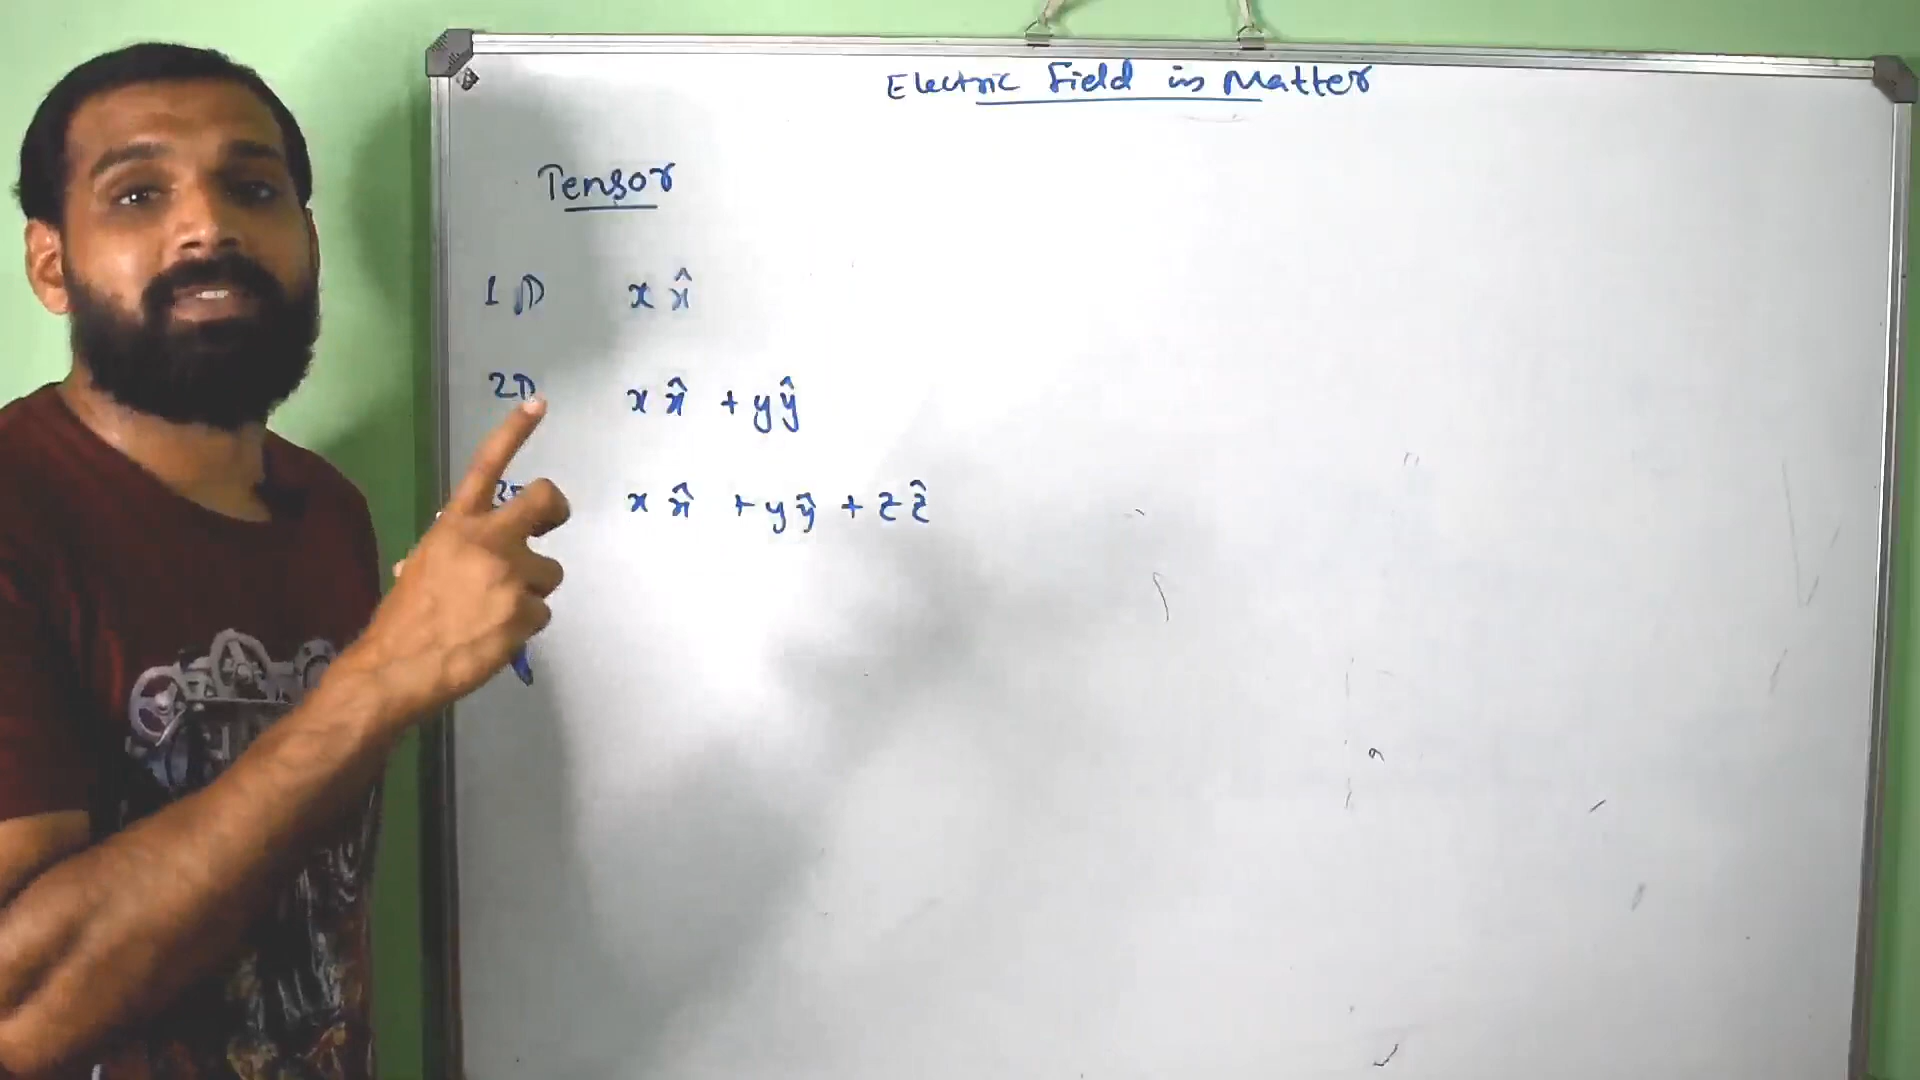 Electric Field in Matter
Tensor
1D x x̂
2D x x̂ + y ŷ
x x̂ + y ŷ + z ẑ